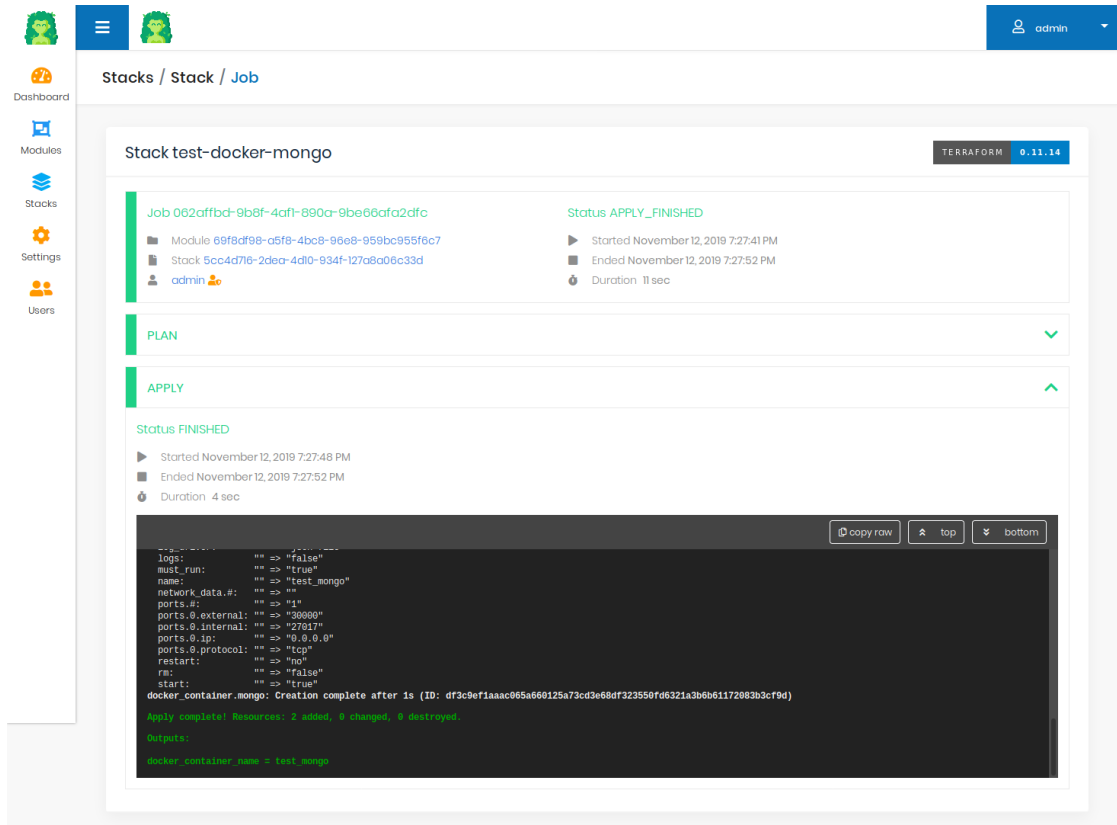 admin
Dashboard
Modules
Stacks
Settings
Users
Stacks / Stack / Job
Stack test-docker-mongo
TERRAFORM 0.11.14
Job 062affbd-9b8f-4af1-890a-9be66afa2dfc
Module 69f8df98-a5f8-4bc8-96e8-959bc955f6c7
Stack 5cc4d716-2dea-4d10-934f-127a8a06c33d
admin
Status APPLY_FINISHED
Started November 12, 2019 7:27:41 PM
Ended November 12, 2019 7:27:52 PM
Duration 11 sec
PLAN
APPLY
Status FINISHED
Started November 12, 2019 7:27:48 PM
Ended November 12, 2019 7:27:52 PM
Duration 4 sec
copy raw
top
bottom
logs: "" => "false"
must_run: "" => "true"
name: "" => "test_mongo"
network_data.#: "" => ""
ports.#: "" => "1"
ports.0.external: "" => "30000"
ports.0.internal: "" => "27017"
ports.0.ip: "" => "0.0.0.0"
ports.0.protocol: "" => "tcp"
restart: "" => "no"
rm: "" => "false"
start: "" => "true"
docker_container.mongo: Creation complete after 1s (ID: df3c9ef1aaac065a660125a73cd3e68df323550fd6321a3b6b61172083b3cf9d)
Apply complete! Resources: 2 added, 0 changed, 0 destroyed.
Outputs:
docker_container_name = test_mongo